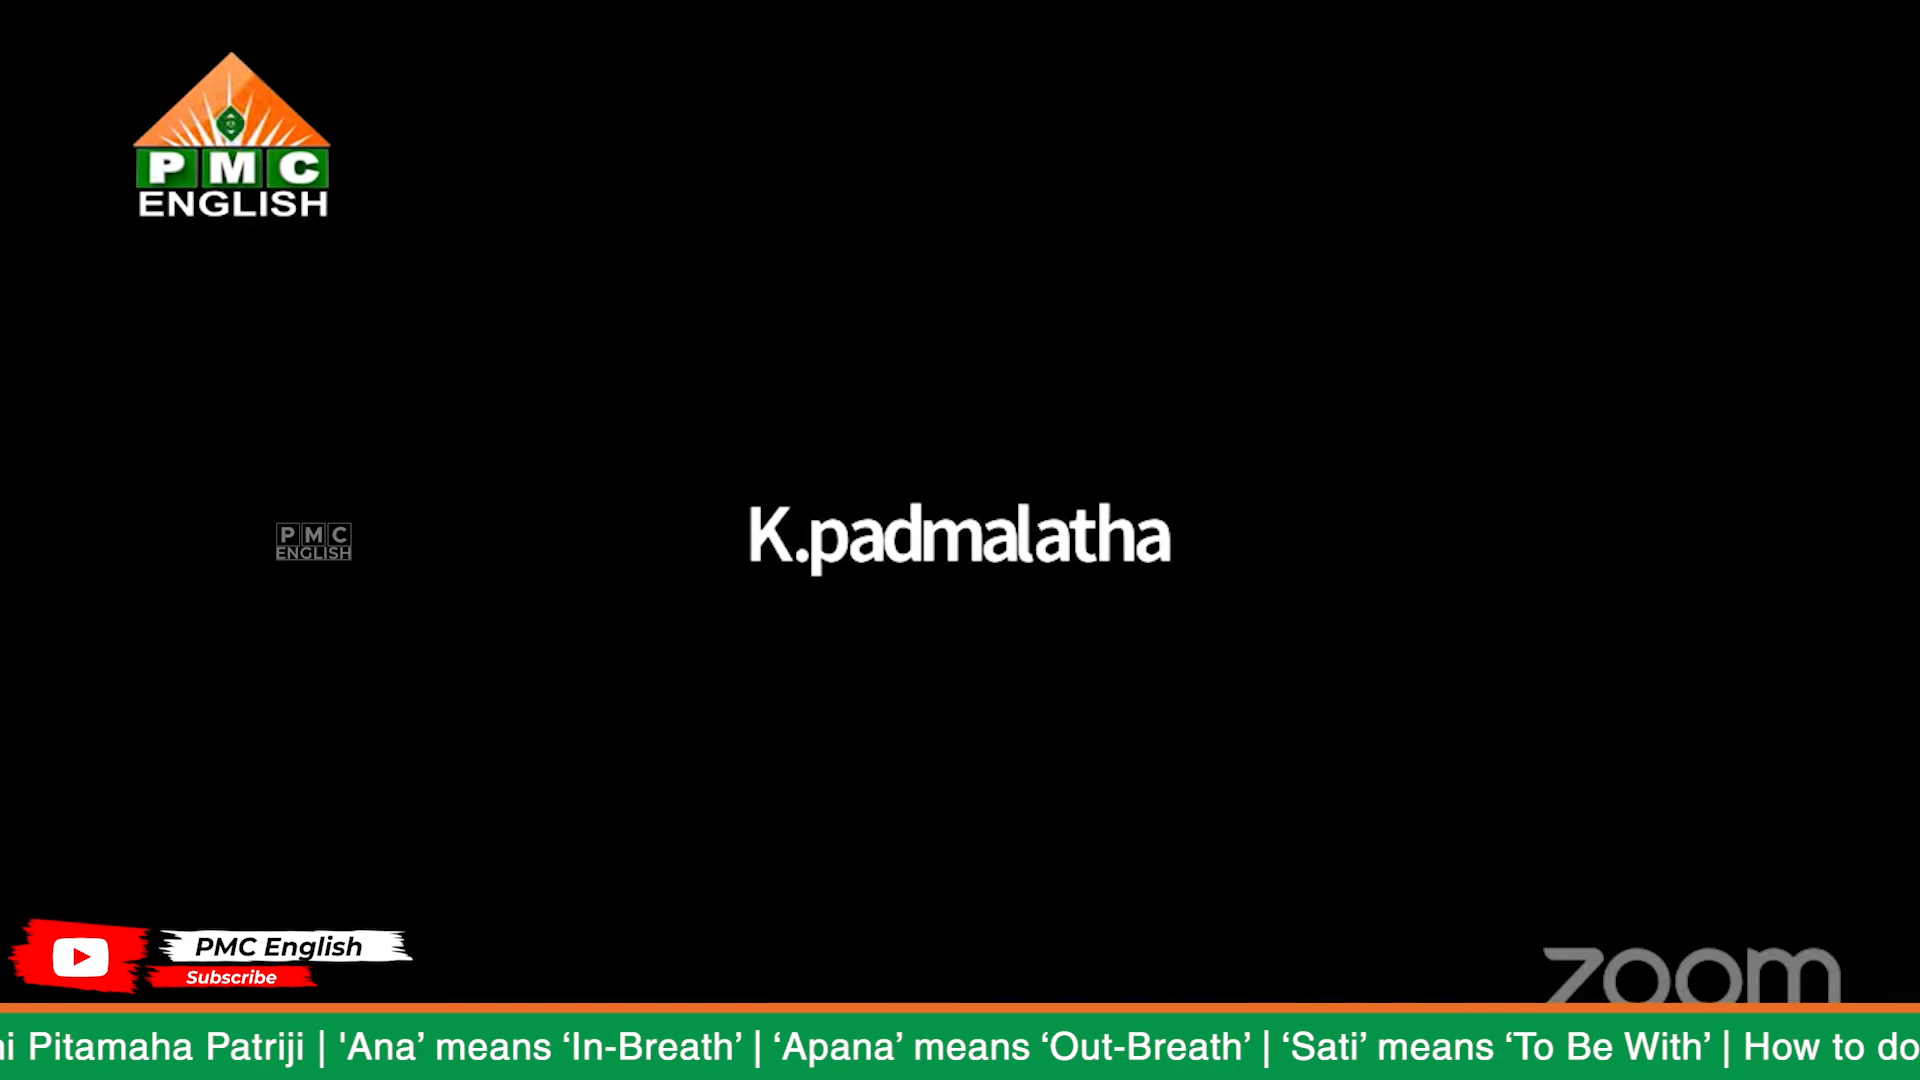 PMC
ENGLISH
PMC
ENGLISH
K.padmalatha
PMC English
Subscribe
zoom
Pitamaha Patriji | 'Ana’ means ‘In-Breath’ | ‘Apana’ means ‘Out-Breath’ | ‘Sati’ means ‘To Be With’ | How to do